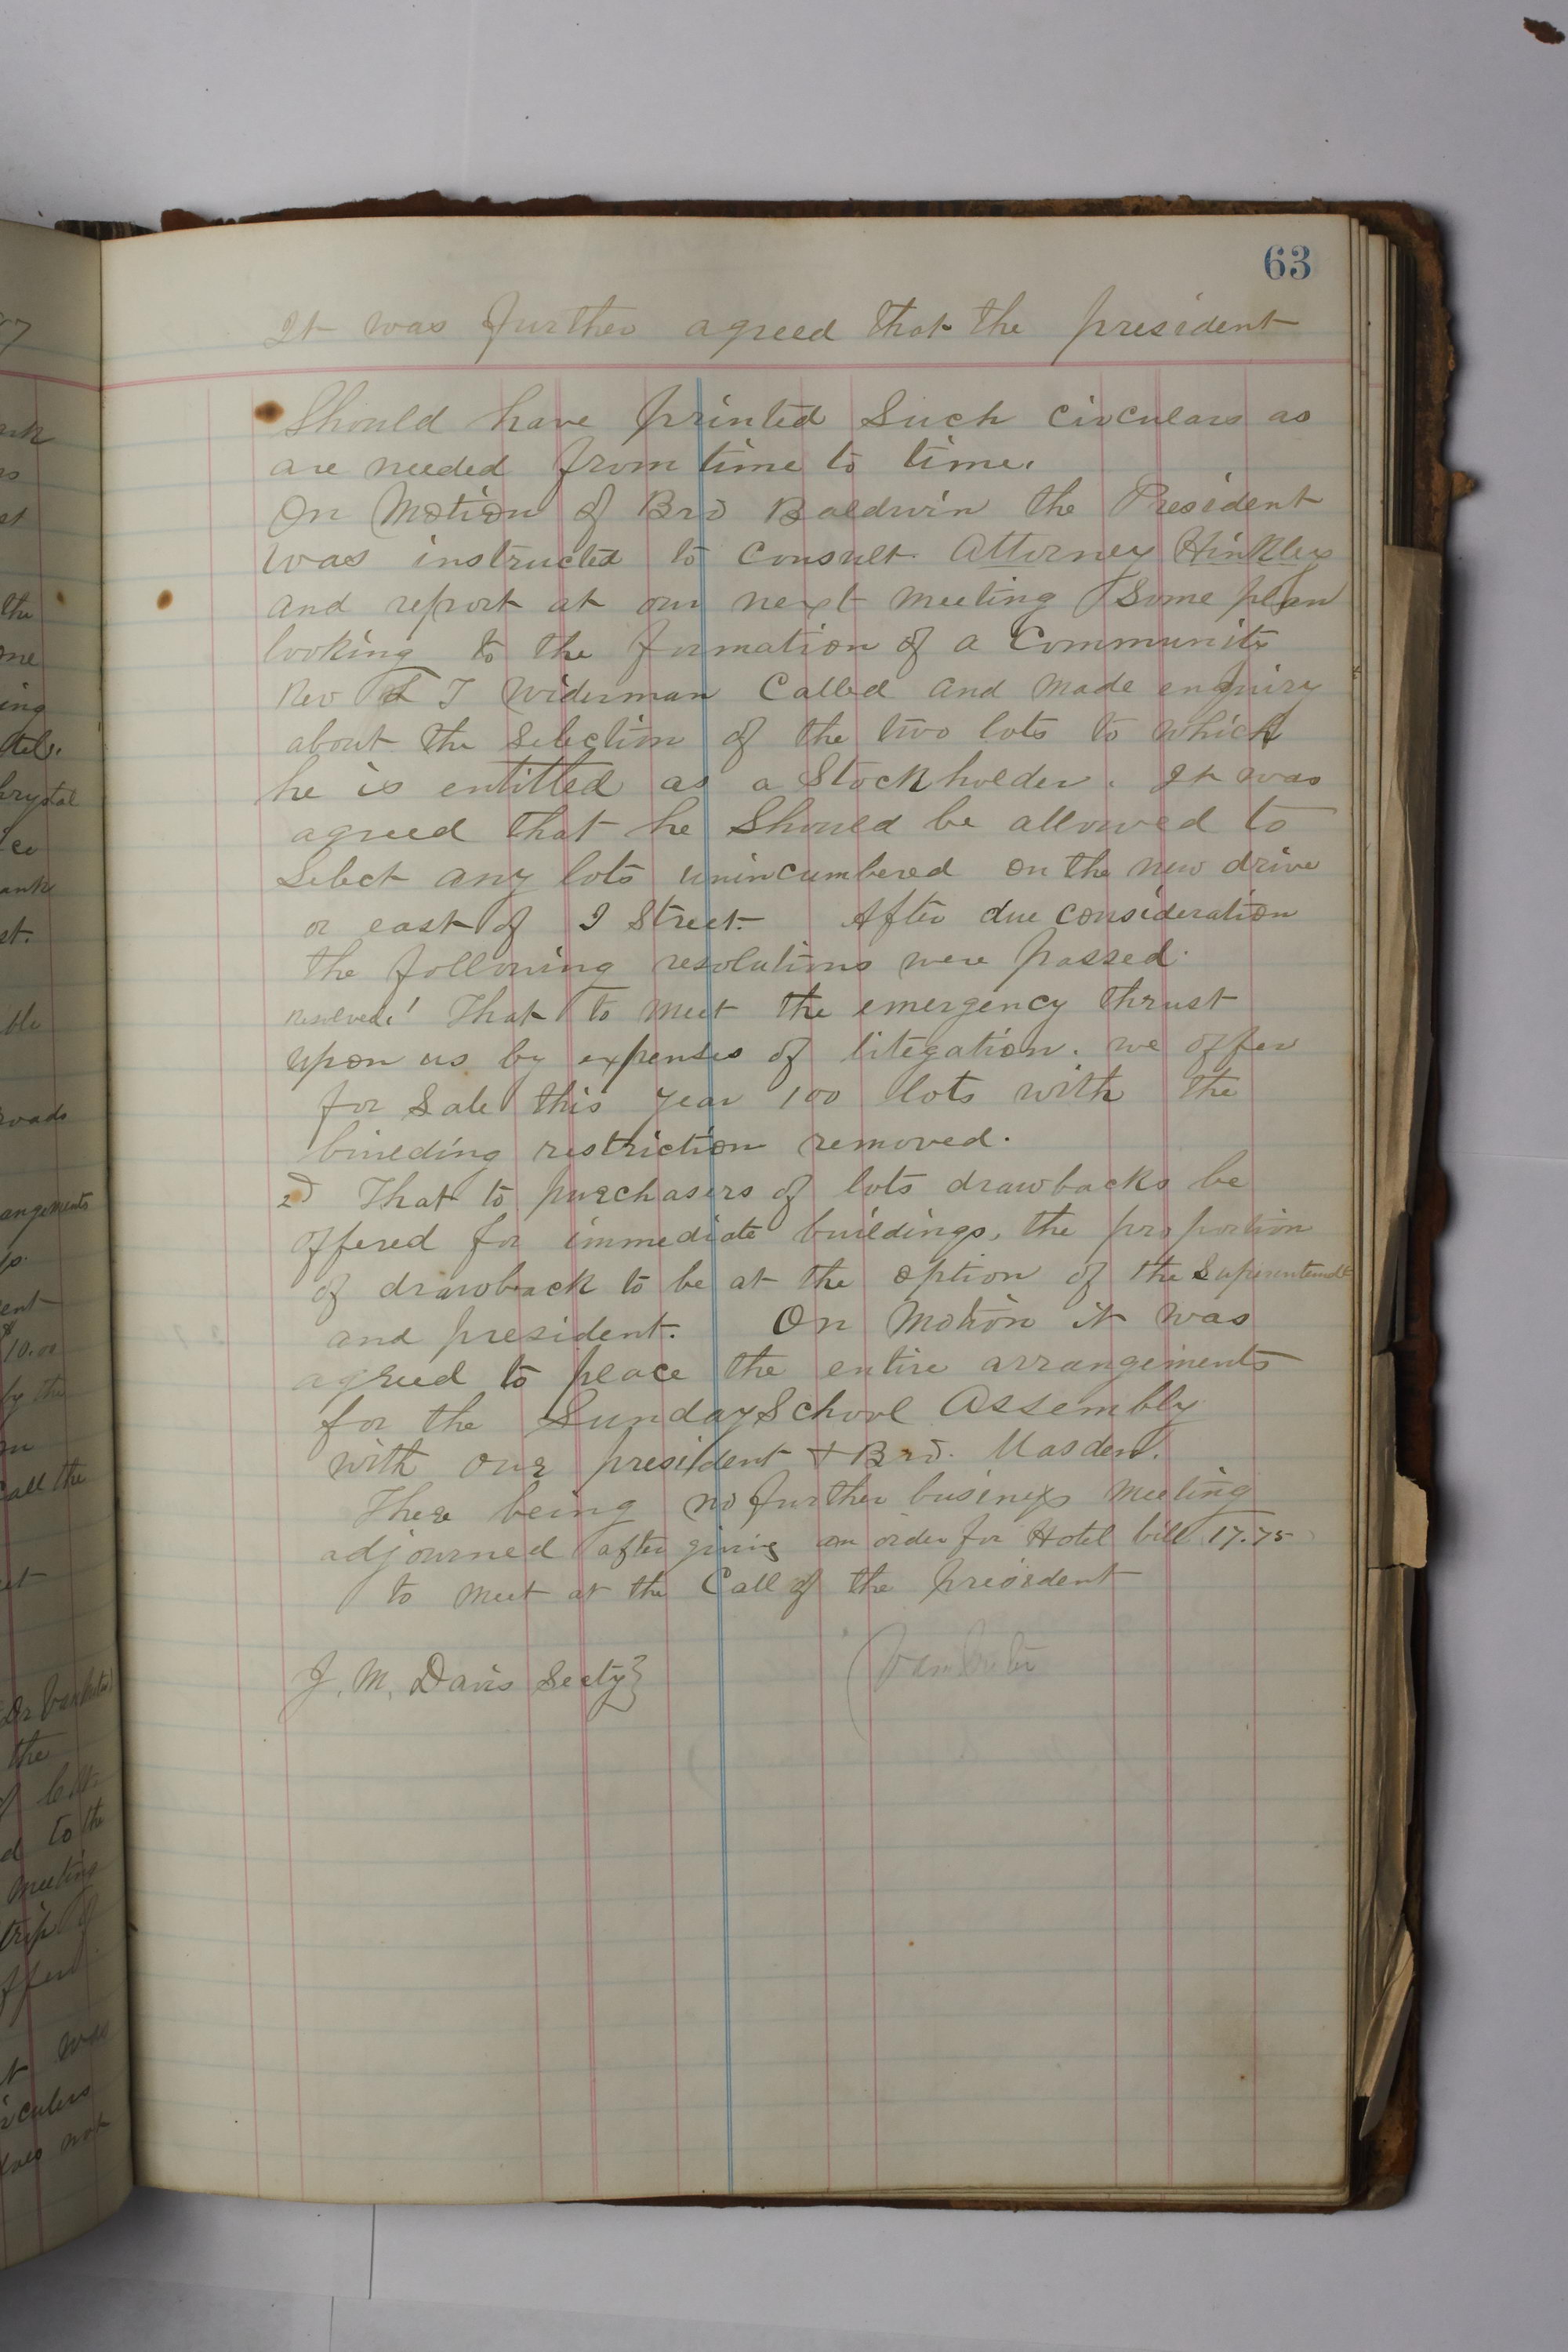 63
It was further agreed that the president
Should have printed Such circulars as
are needed from time to time.
On Motion of Bro Baldwin the President
was instructed to Consult Attorney Hinkley
and report at our next meeting Some plan
looking to the formation of a Community
Rev T Widerman Called and made enquiry
about the selection of the two lots to which
he is entitled as a Stockholder. It was
agreed that he Should be allowed to
Select any lots unincumbered on the new drive
or east of I Street. After due consideration
the following resolutions were passed.
resolved! That to meet the emergency thrust
upon us by expenses of litegation. we offer
for Sale this year 100 lots with the
building restriction removed.
2d That to purchasers of lots drawbacks be
offered for immediate buildings, the proportion
of drawback to be at the option of the Superintendt
and president. On Motion it was
agreed to place the entire arrangements
for the Sunday School Assembly
with our president + Bro. Masden.
There being no further business meeting
adjourned after giving an order for Hotel bill 17.75
to meet at the Call of the president
J. M. Davis Secty